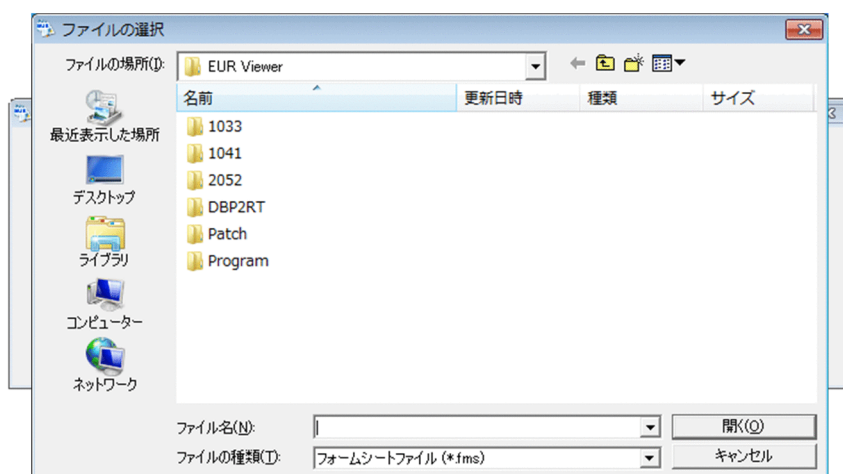 ファイルの選択
ファイルの場所(I):
EUR Viewer
名前 更新日時 種類 サイズ
最近表示した場所
デスクトップ
ライブラリ
コンピューター
ネットワーク
1033
1041
2052
DBP2RT
Patch
Program
ファイル名(N):
開く(O)
ファイルの種類(T):
フォームシートファイル (*.fms)
キャンセル